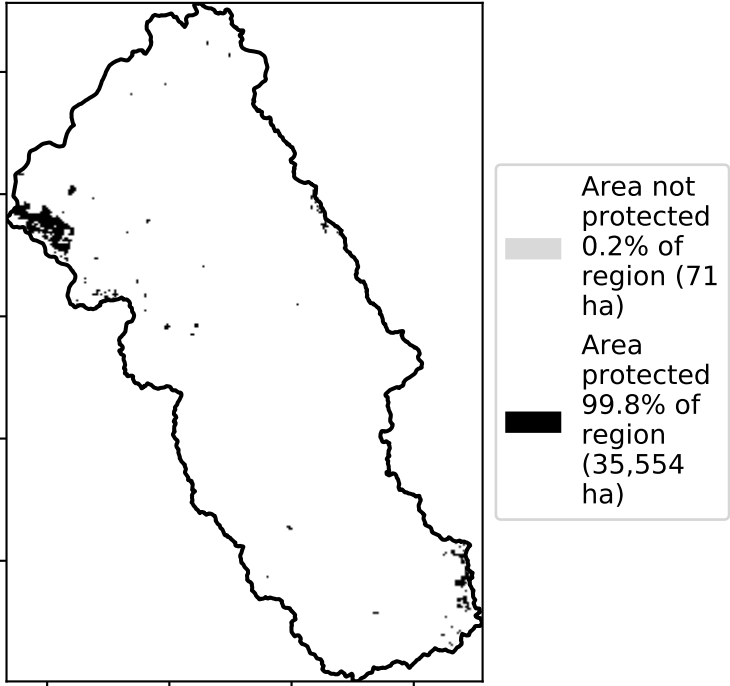 Area not
protected
0.2% of
region (71
ha)
Area
protected
99.8% of
region
(35,554
ha)